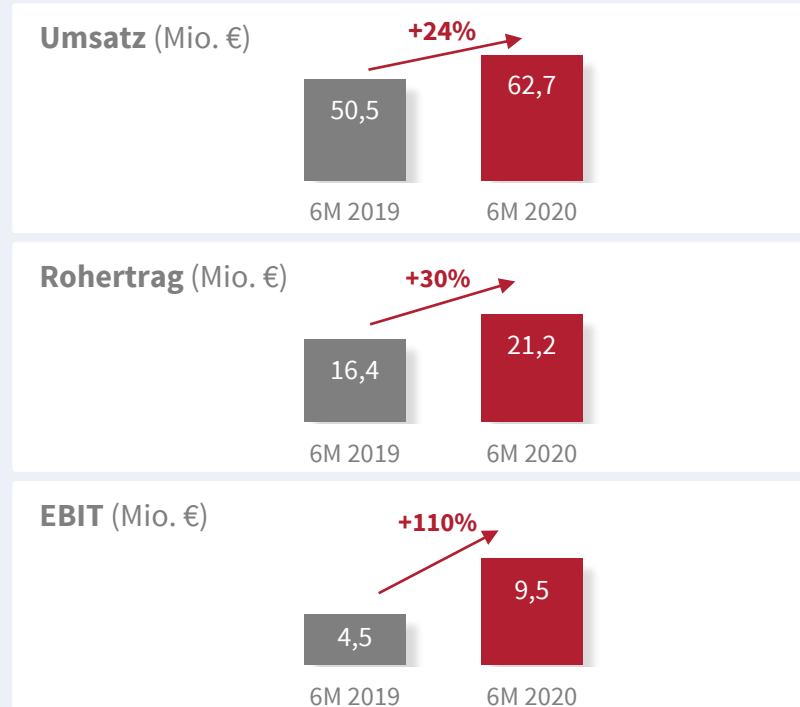 Umsatz (Mio. €)
+24%
50,5
62,7
6M 2019
6M 2020
Rohertrag (Mio. €)
+30%
16,4
21,2
6M 2019
6M 2020
EBIT (Mio. €)
+110%
4,5
9,5
6M 2019
6M 2020